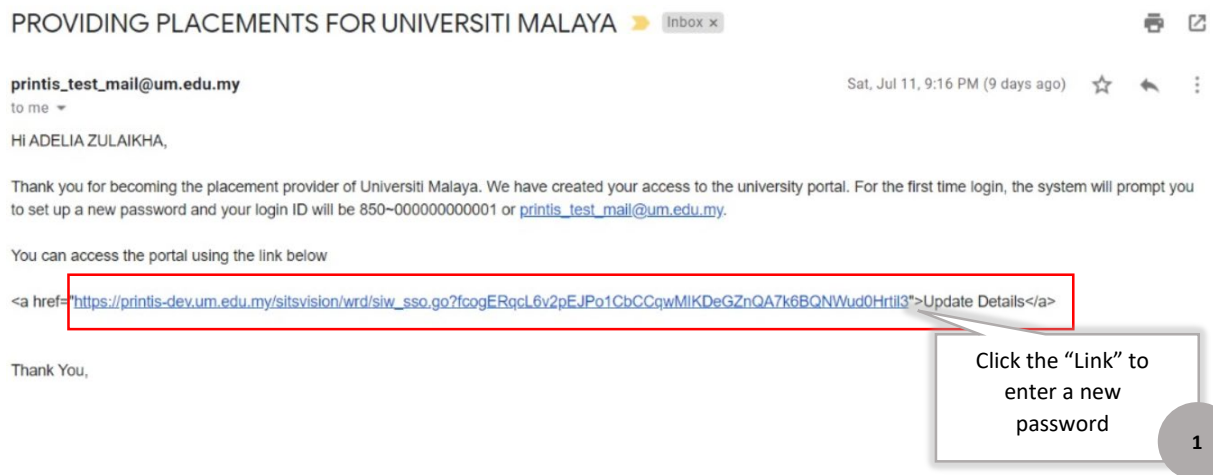 PROVIDING PLACEMENTS FOR UNIVERSITI MALAYA Inbox x
printis_test_mail@um.edu.my Sat, Jul 11, 9:16 PM (9 days ago)
to me
Hi ADELIA ZULAIKHA,
Thank you for becoming the placement provider of Universiti Malaya. We have created your access to the university portal. For the first time login, the system will prompt you
to set up a new password and your login ID will be 850~000000000001 or printis_test_mail@um.edu.my.
You can access the portal using the link below
<a href="https://printis-dev.um.edu.my/sitsvision/wrd/siw_sso.go?fcogERqcL6v2pEJPo1CbCCqwMIKDeGZnQA7k6BQNWud0Hrtil3">Update Details</a>
Thank You,
Click the “Link” to
enter a new
password
1